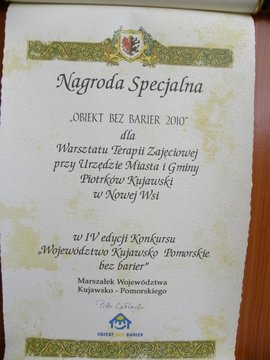 Nagroda Specjalna
„OBIEKT BEZ BARIER 2010”
dla
Warsztatu Terapii Zajęciowej
przy Urzędzie Miasta i Gminy
Piotrków Kujawski
w Nowej Wsi
w IV edycji Konkursu
„Województwo Kujawsko Pomorskie
bez barier”
Marszałek Województwa
Kujawsko - Pomorskiego
OBIEKT BEZ BARIER